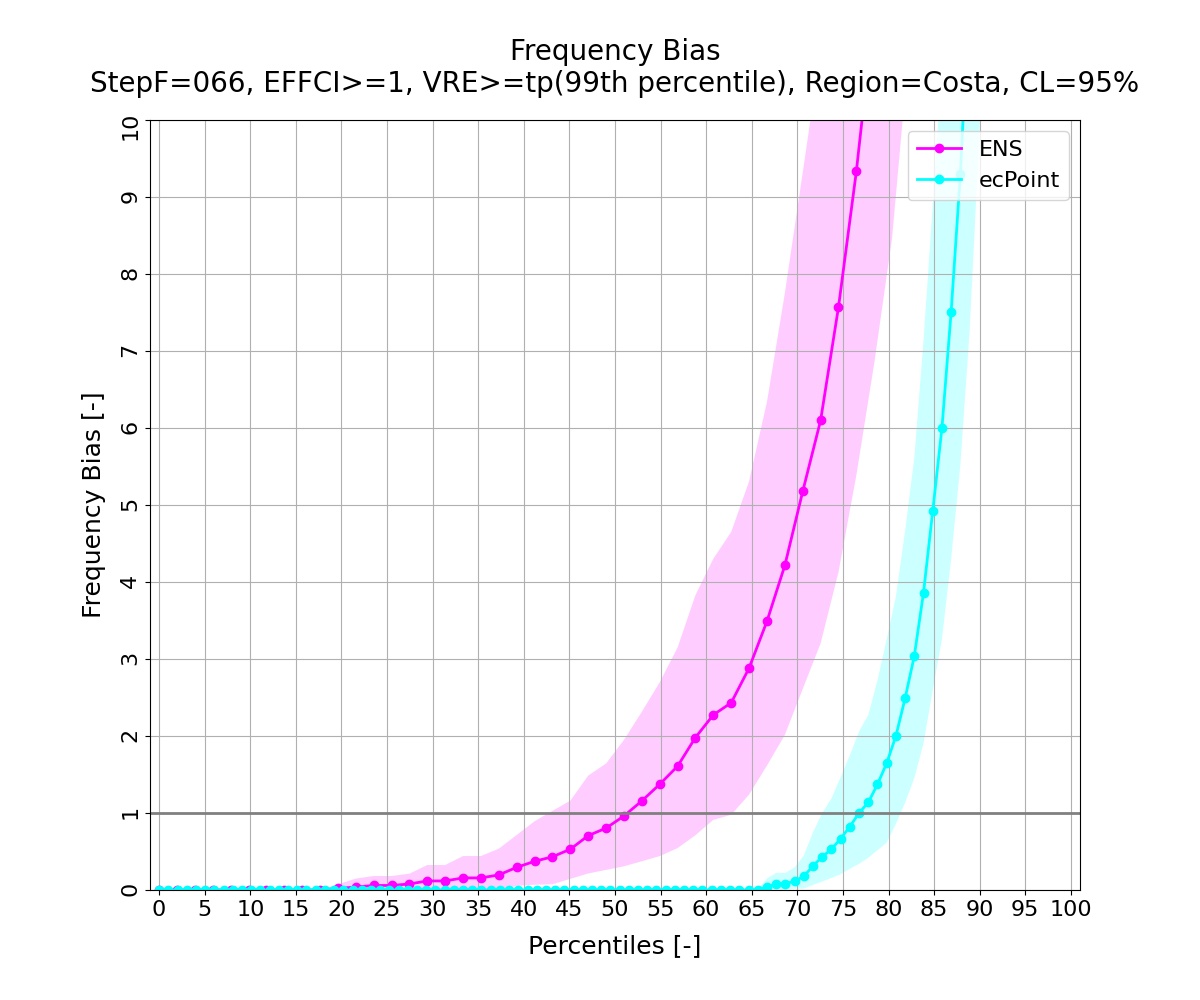 Frequency Bias
StepF=066, EFFCI>=1, VRE>=tp(99th percentile), Region=Costa, CL=95%
10
9
8
7
6
5
4
3
2
1
0
Frequency Bias [-]
ENS
ecPoint
0 5 10 15 20 25 30 35 40 45 50 55 60 65 70 75 80 85 90 95 100
Percentiles [-]